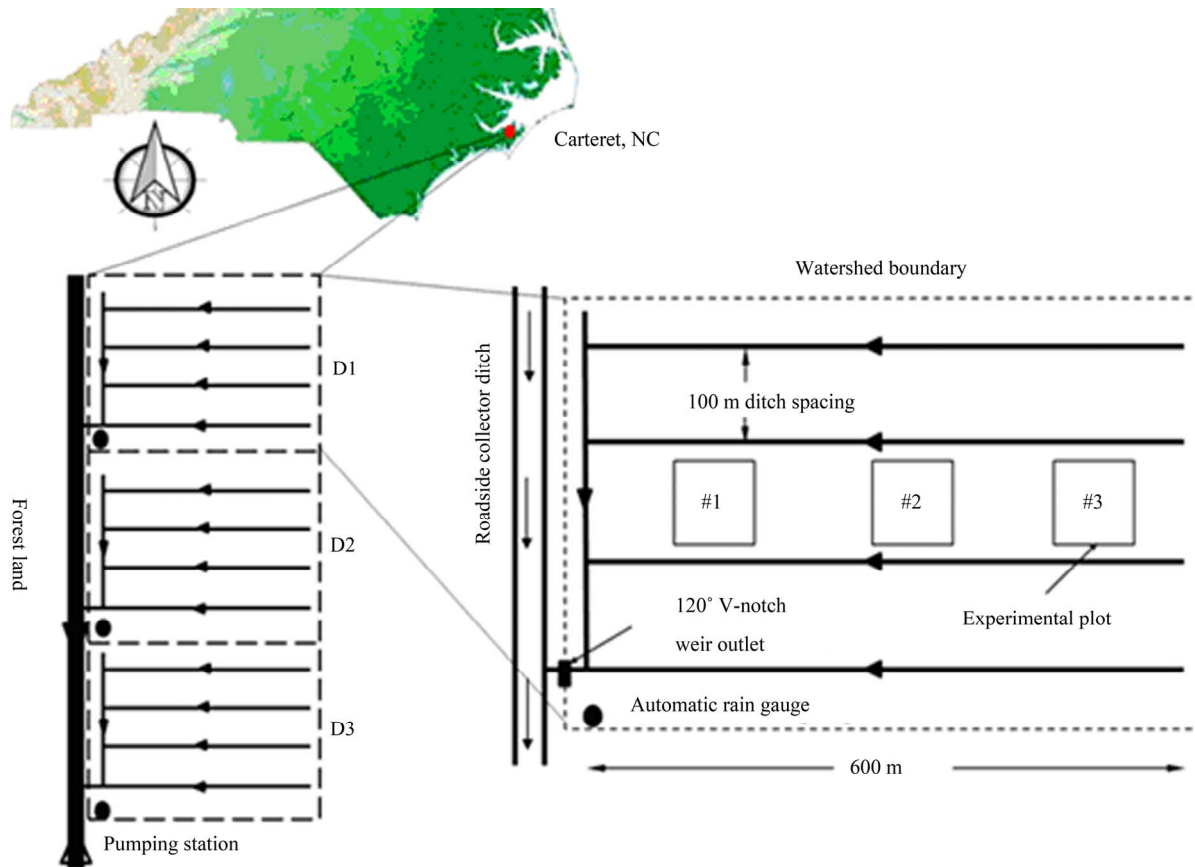 Carteret, NC
N
Watershed boundary
D1
D2
D3
Forest land
Pumping station
Roadside collector ditch
100 m ditch spacing
#1
#2
#3
120˚ V-notch
weir outlet
Experimental plot
Automatic rain gauge
600 m